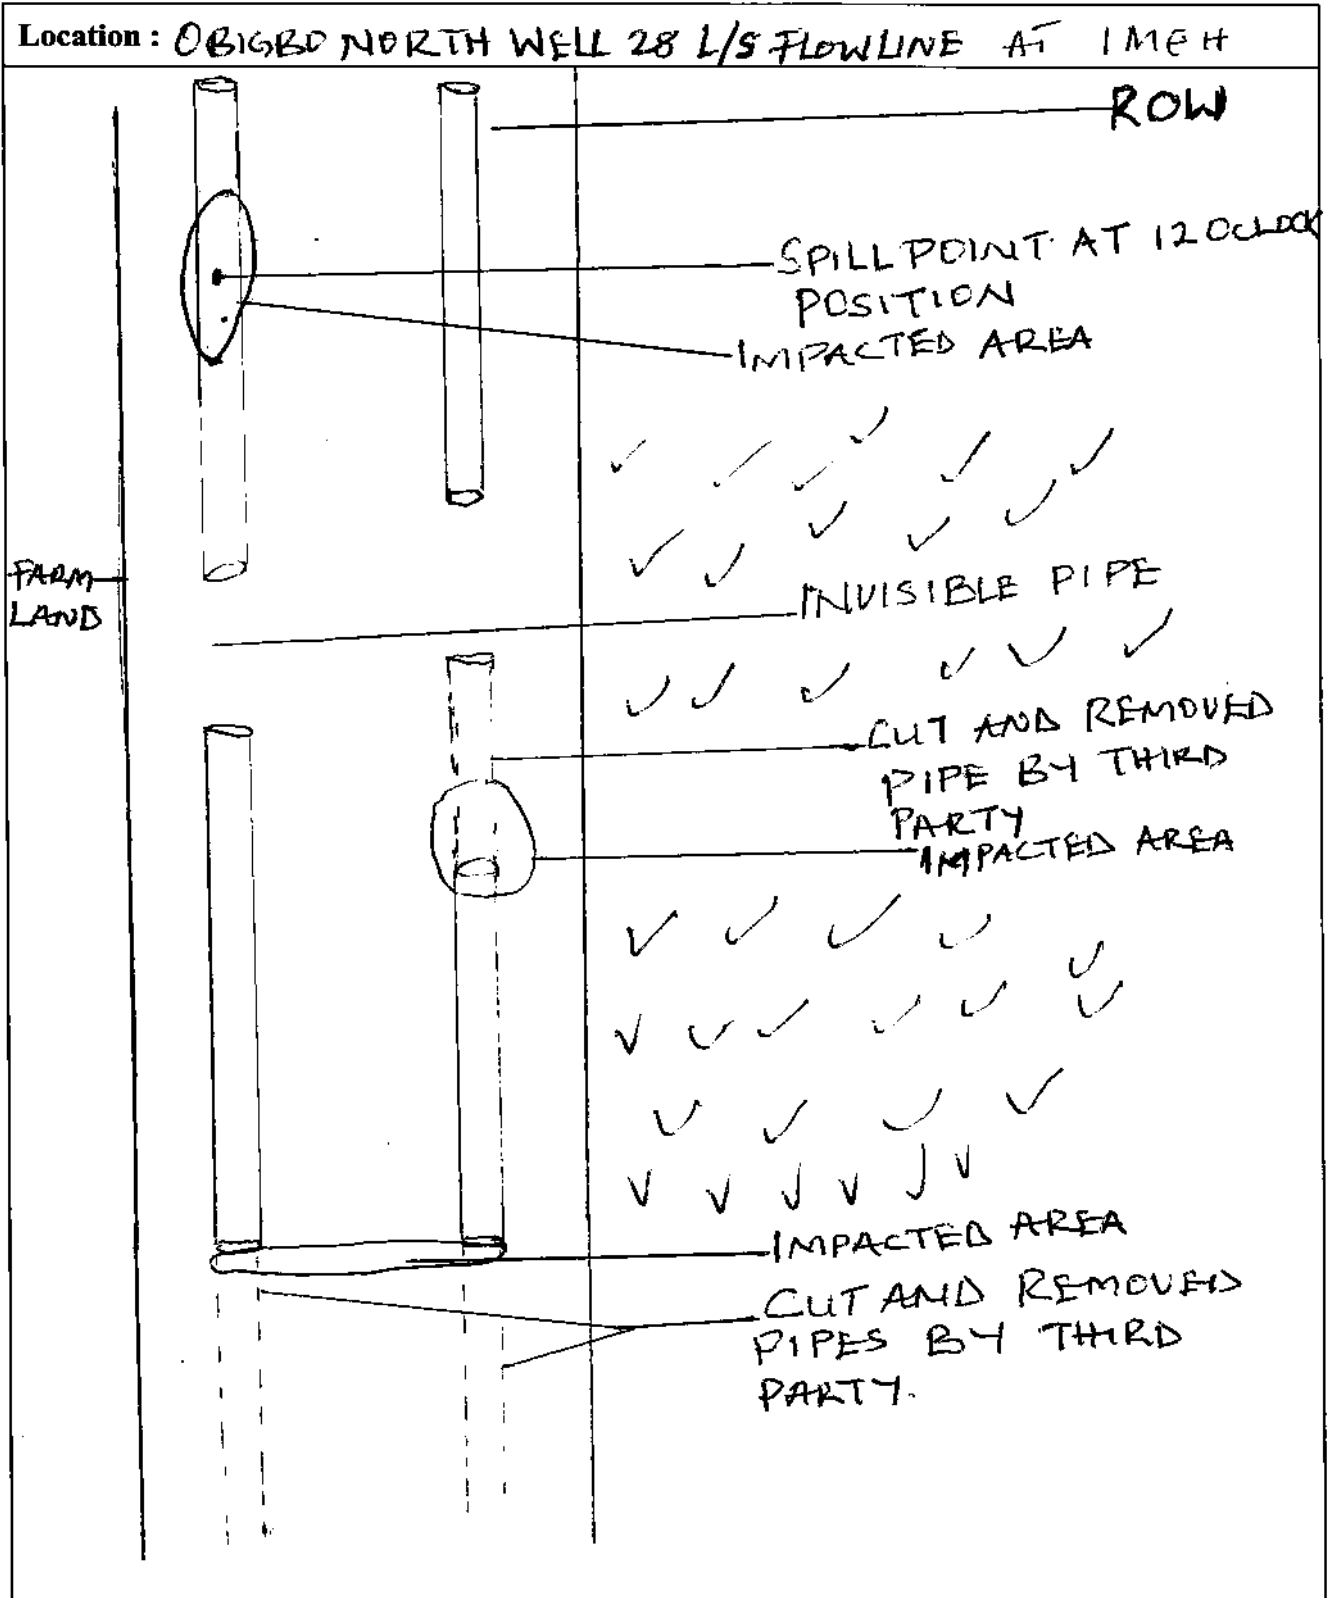 Location : OBIGBO NORTH WELL 28 L/S FLOWLINE AT IMEH
ROW
SPILL POINT AT 12 OCLOCK
POSITION
IMPACTED AREA
FARM
LAND
INVISIBLE PIPE
CUT AND REMOVED
PIPE BY THIRD
PARTY
IMPACTED AREA
IMPACTED AREA
CUT AND REMOVED
PIPES BY THIRD
PARTY.